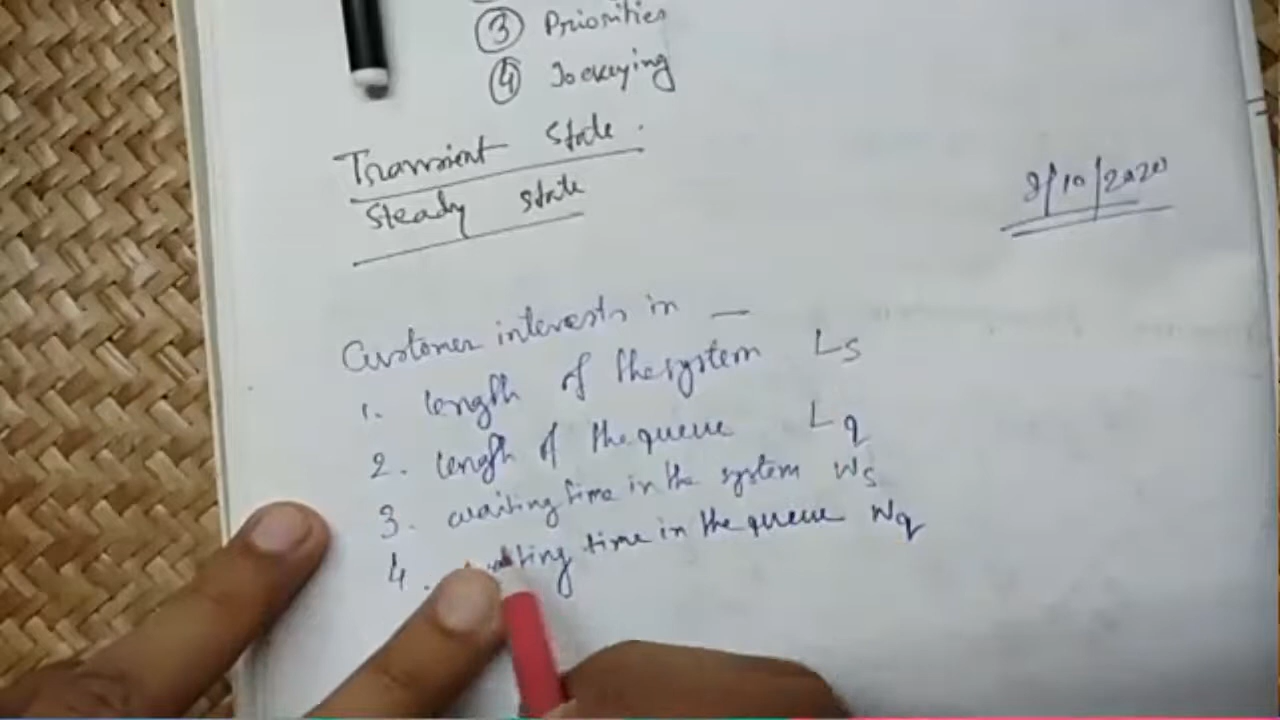 ③ Priorities
④ Jockeying
Transient state.
Steady state
9/10/2020
Customer interests in —
1. length of the system Ls
2. length of the queue Lq
3. waiting time in the system Ws
4. waiting time in the queue Wq